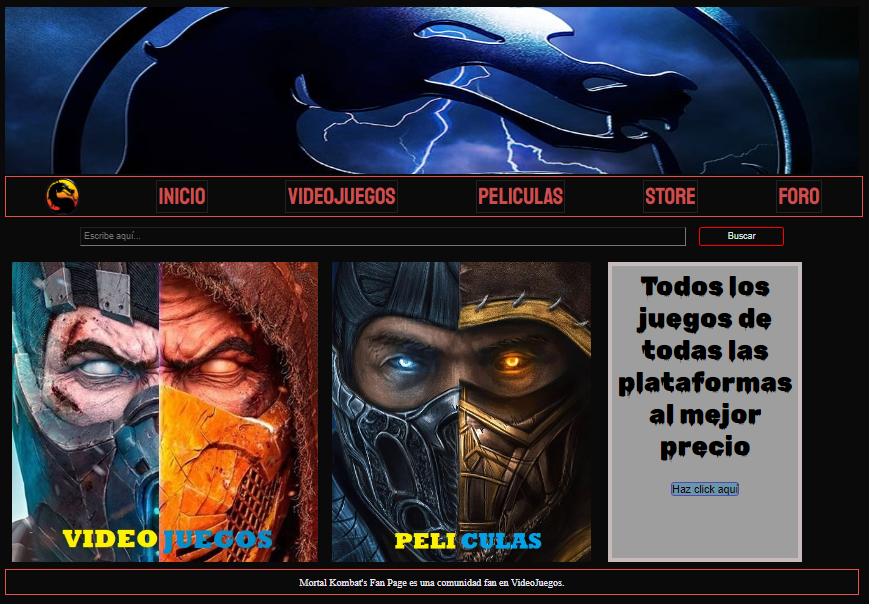 INICIO VIDEOJUEGOS PELICULAS STORE FORO
Escribe aquí... Buscar
VIDEOJUEGOS
PELICULAS
Todos los
juegos de
todas las
plataformas
al mejor
precio
Haz click aqui
Mortal Kombat's Fan Page es una comunidad fan en VideoJuegos.